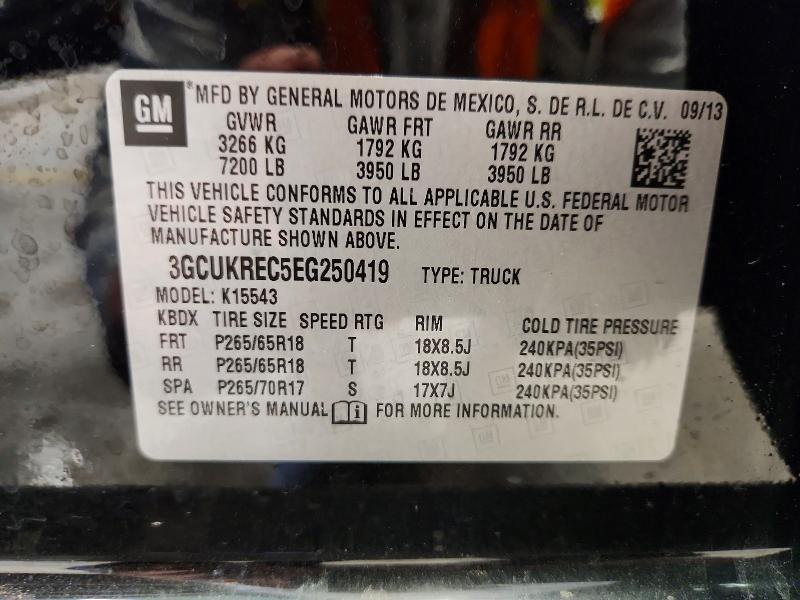 GM *MFD BY GENERAL MOTORS DE MEXICO, S. DE R.L. DE C.V. 09/13
GVWR GAWR FRT GAWR RR
3266 KG 1792 KG 1792 KG
7200 LB 3950 LB 3950 LB
THIS VEHICLE CONFORMS TO ALL APPLICABLE U.S. FEDERAL MOTOR
VEHICLE SAFETY STANDARDS IN EFFECT ON THE DATE OF
MANUFACTURE SHOWN ABOVE.
3GCUKREC5EG250419 TYPE: TRUCK
MODEL: K15543
KBDX TIRE SIZE SPEED RTG RIM COLD TIRE PRESSURE
FRT P265/65R18 T 18X8.5J 240KPA(35PSI)
RR P265/65R18 T 18X8.5J 240KPA(35PSI)
SPA P265/70R17 S 17X7J 240KPA(35PSI)
SEE OWNER'S MANUAL i FOR MORE INFORMATION.